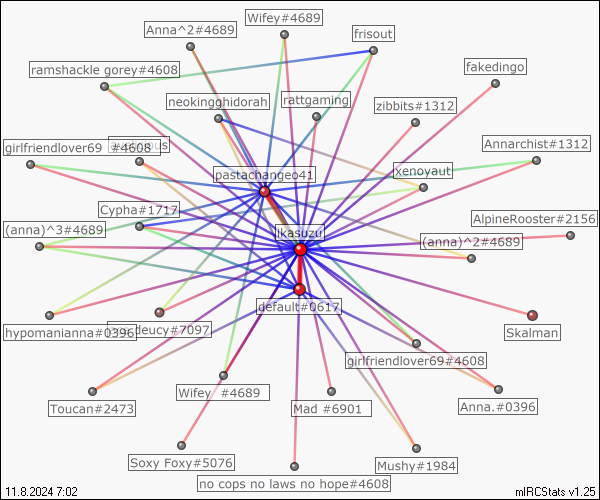 Wifey#4689
Anna^2#4689
frisout
ramshackle gorey#4608
fakedingo
neokingghidorah
rattgaming
zibbits#1312
girlfriendlover69 #4608
Annarchist#1312
pastachangeo41
xenoyaut
Cypha#1717
AlpineRooster#2156
(anna)^3#4689
ikasuzu
(anna)^2#4689
default#0617
hypomanianna#0396
deucy#7097
Skalman
girlfriendlover69#4608
Wifey #4689
Toucan#2473
Mad #6901
Anna.#0396
Soxy Foxy#5076
Mushy#1984
no cops no laws no hope#4608
11.8.2024 7:02
mIRCStats v1.25